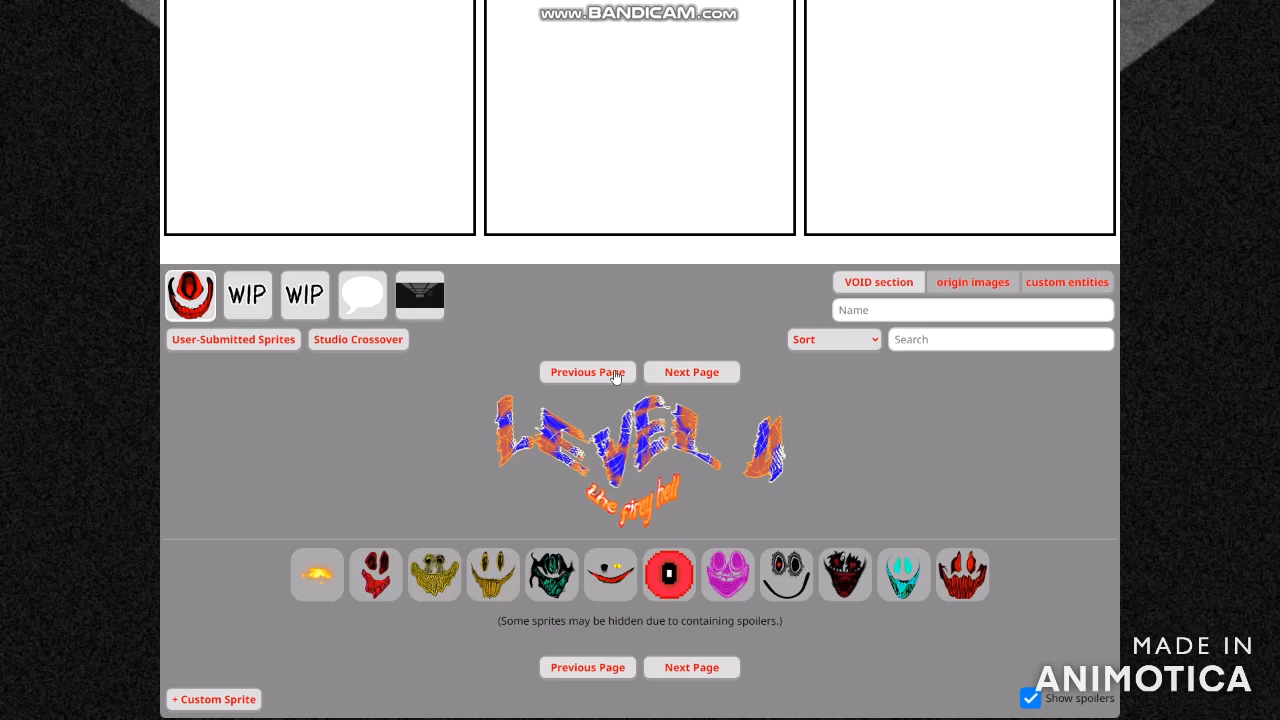 www.BANDICAM.com
WIP WIP
VOID section origin images custom entities
Name
User-Submitted Sprites Studio Crossover Sort Search
Previous Page Next Page
LEVEL 4
the firey hell
(Some sprites may be hidden due to containing spoilers.)
Previous Page Next Page
+ Custom Sprite
Show spoilers
MADE IN
ANIMOTICA